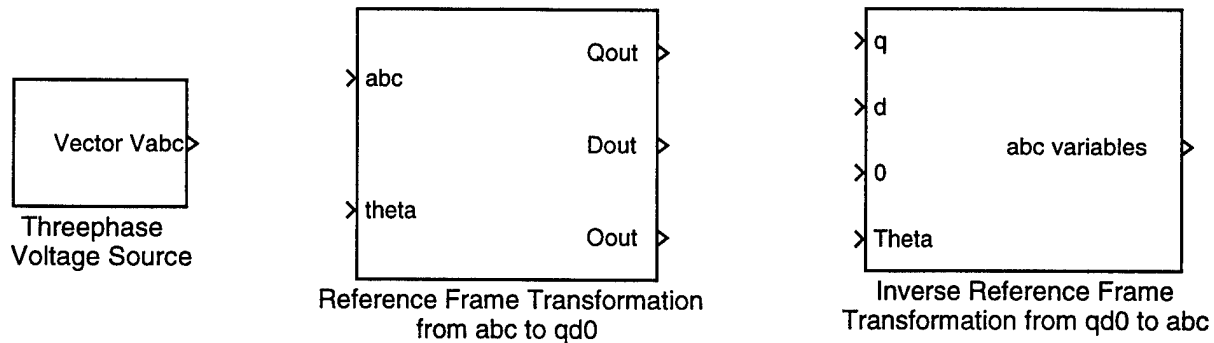 Vector Vabc
Threephase
Voltage Source
abc
theta
Qout
Dout
Oout
Reference Frame Transformation
from abc to qd0
q
d
0
Theta
abc variables
Inverse Reference Frame
Transformation from qd0 to abc